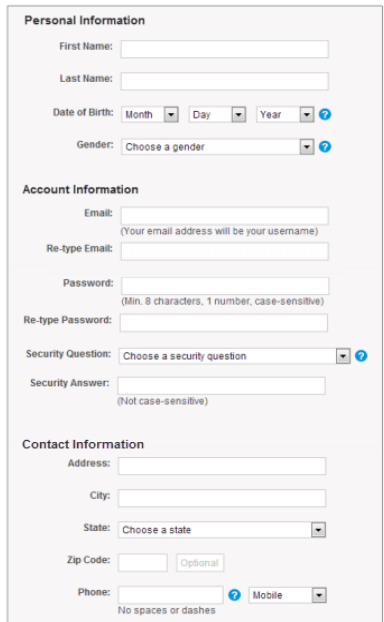 Personal Information
First Name:
Last Name:
Date of Birth: Month Day Year ?
Gender: Choose a gender ?
Account Information
Email:
(Your email address will be your username)
Re-type Email:
Password:
(Min. 8 characters, 1 number, case-sensitive)
Re-type Password:
Security Question: Choose a security question ?
Security Answer:
(Not case-sensitive)
Contact Information
Address:
City:
State: Choose a state
Zip Code: Optional
Phone: ? Mobile
No spaces or dashes